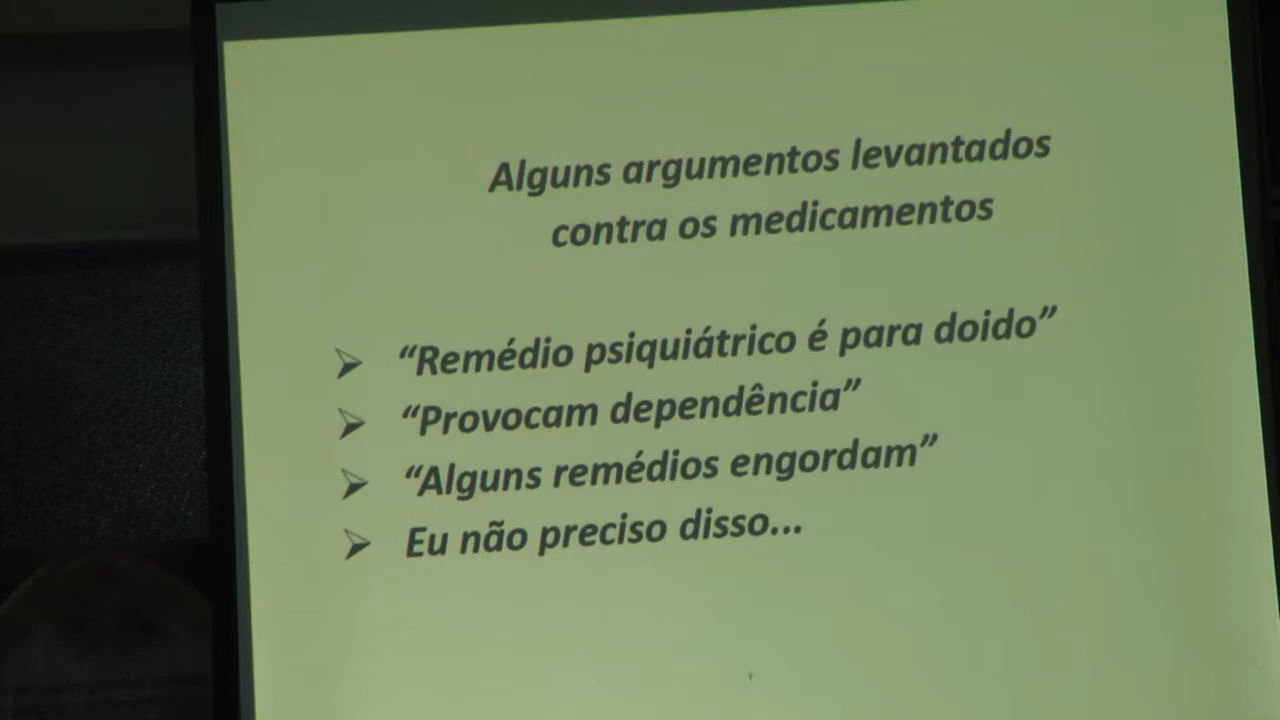 Alguns argumentos levantados
contra os medicamentos
“Remédio psiquiátrico é para doido”
“Provocam dependência”
“Alguns remédios engordam”
Eu não preciso disso...